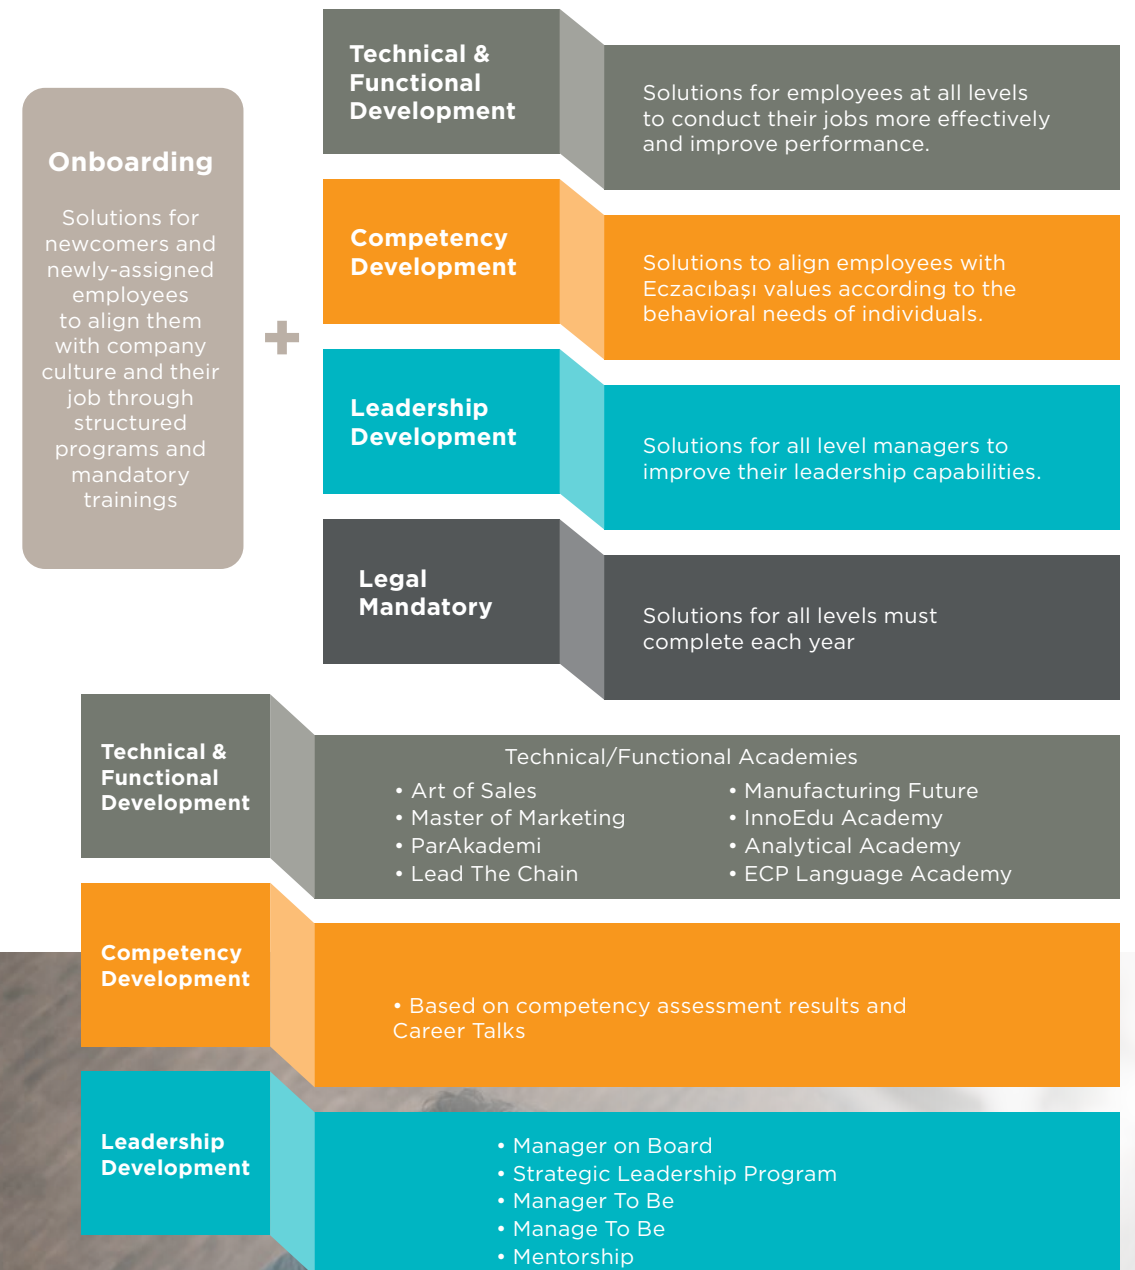 Onboarding
Solutions for
newcomers and
newly-assigned
employees
to align them
with company
culture and their
job through
structured
programs and
mandatory
trainings
Technical &
Functional
Development
Solutions for employees at all levels
to conduct their jobs more effectively
and improve performance.
Competency
Development
Solutions to align employees with
Eczacıbaşı values according to the
behavioral needs of individuals.
Leadership
Development
Solutions for all level managers to
improve their leadership capabilities.
Legal
Mandatory
Solutions for all levels must
complete each year
Technical &
Functional
Development
Technical/Functional Academies
• Art of Sales
• Master of Marketing
• ParAkademi
• Lead The Chain
• Manufacturing Future
• InnoEdu Academy
• Analytical Academy
• ECP Language Academy
Competency
Development
• Based on competency assessment results and
Career Talks
Leadership
Development
• Manager on Board
• Strategic Leadership Program
• Manager To Be
• Manage To Be
• Mentorship